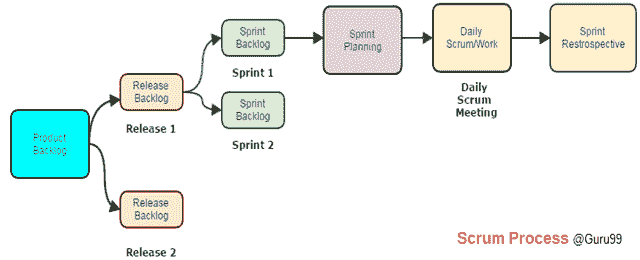 Sprint
Backlog
Sprint 1
Sprint
Planning
Daily
Scrum/Work
Daily
Scrum
Meeting
Sprint
Restrospective
Release
Backlog
Release 1
Sprint
Backlog
Sprint 2
Product
Backlog
Release
Backlog
Release 2
Scrum Process @Guru99